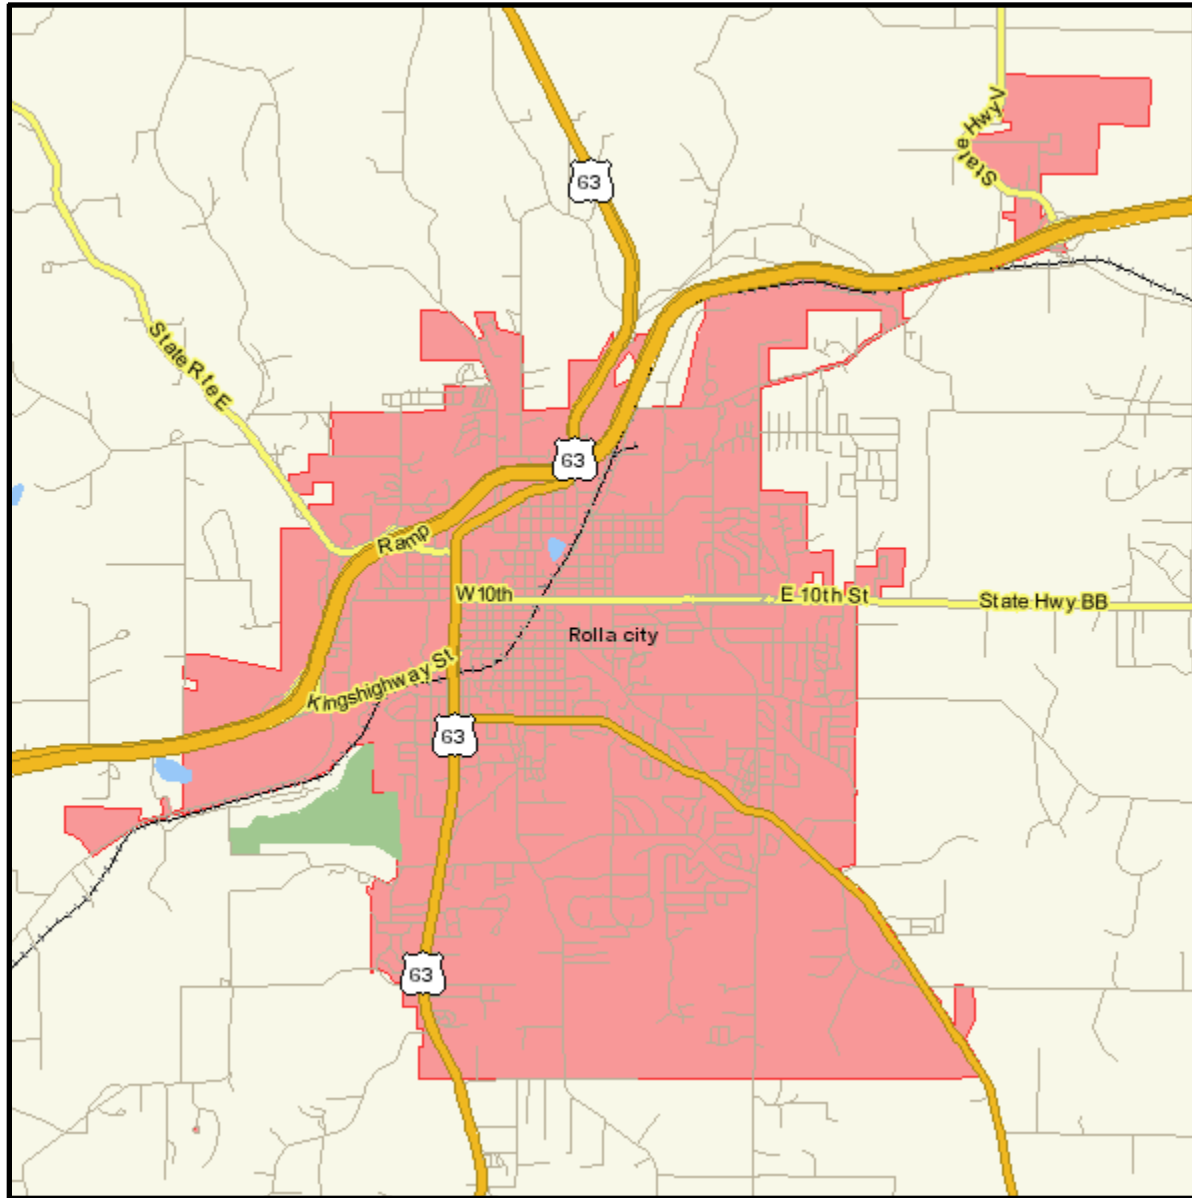 State Hwy V
63
State Rte E
63
Ramp
W 10th
E 10th St
State Hwy BB
Rolla city
Kingshighway St
63
63